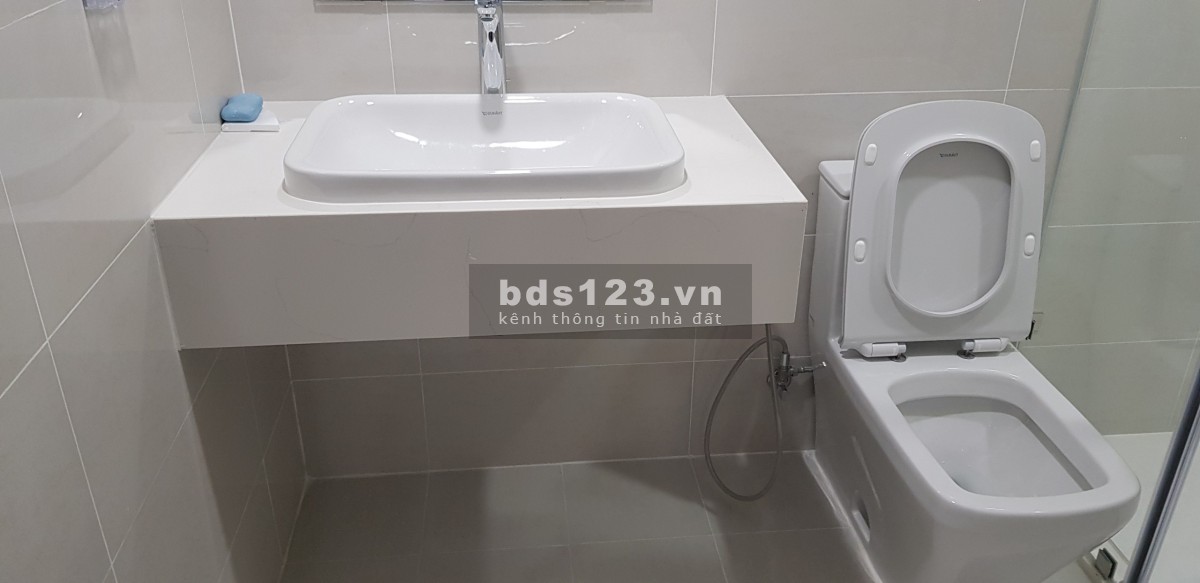 bds123.vn
kênh thông tin nhà đất